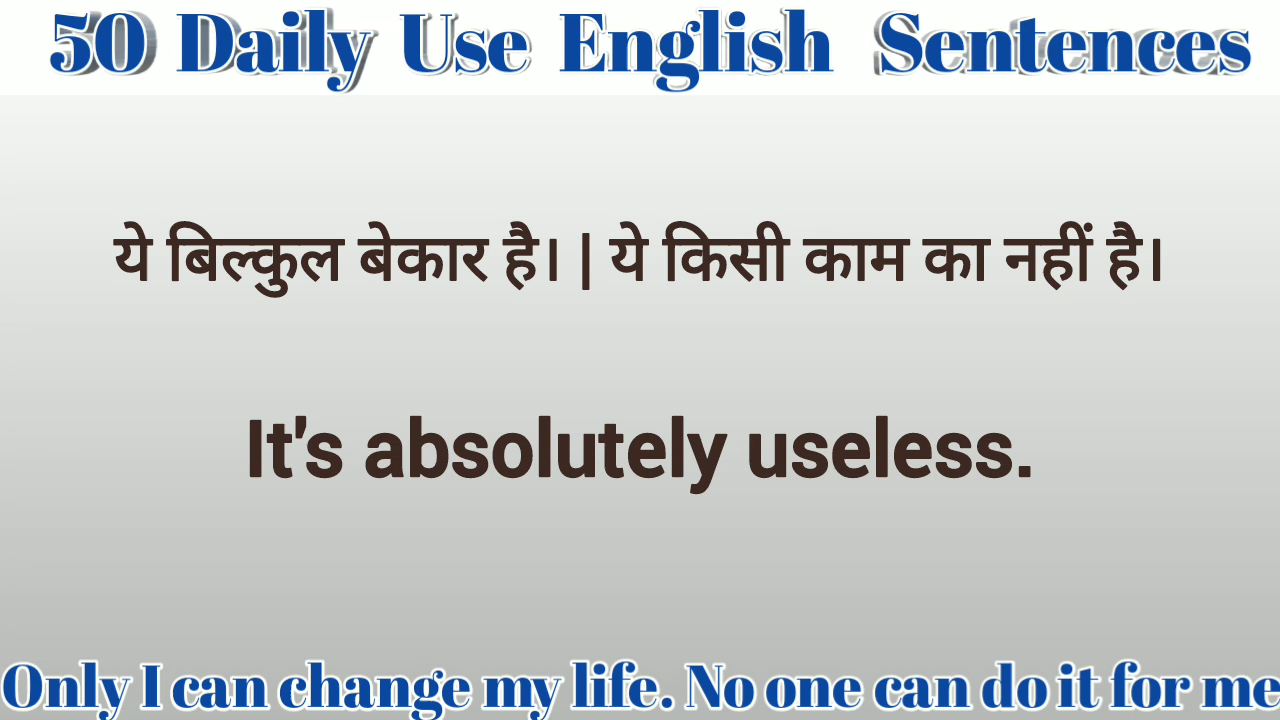 50 Daily Use English Sentences
ये बिल्कुल बेकार है। | ये किसी काम का नहीं है।
It's absolutely useless.
Only I can change my life. No one can do it for me